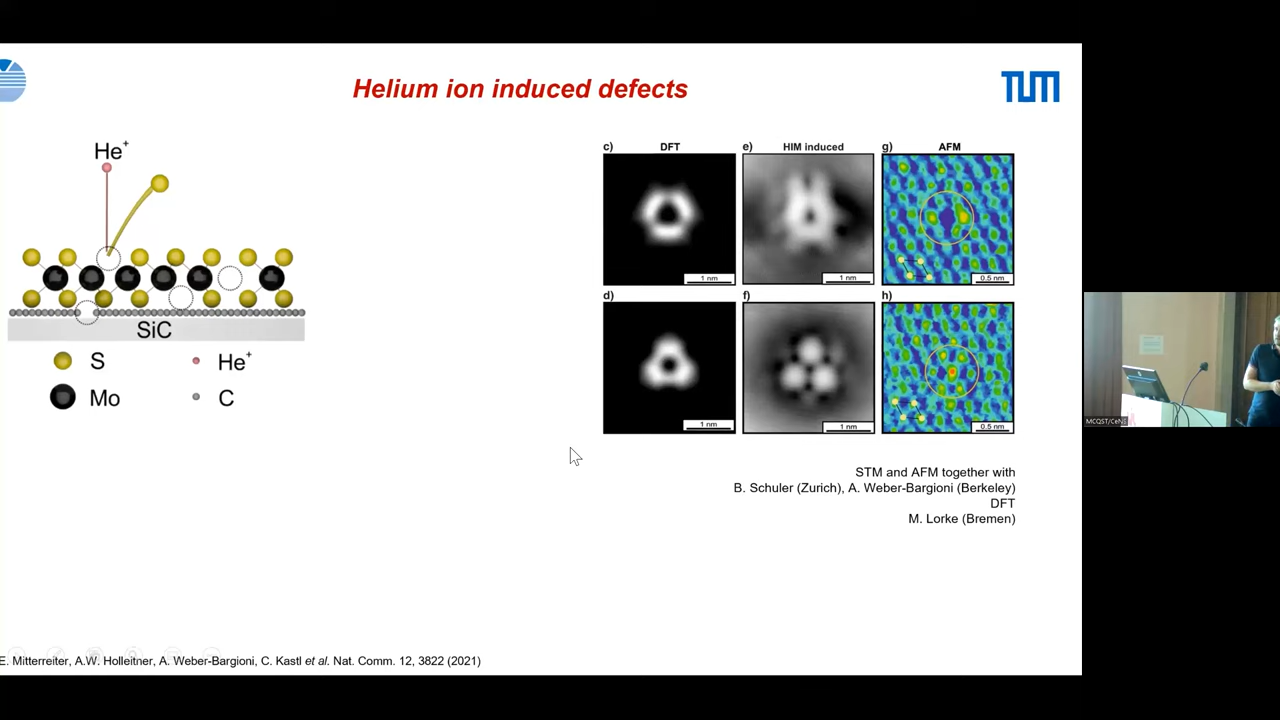 Helium ion induced defects
TUM
He+
SiC
S
He+
Mo
C
c)
DFT
e)
HIM induced
g)
AFM
1 nm
1 nm
0.5 nm
d)
f)
h)
1 nm
1 nm
0.5 nm
STM and AFM together with
B. Schuler (Zurich), A. Weber-Bargioni (Berkeley)
DFT
M. Lorke (Bremen)
MCQST/CeNS
E. Mitterreiter, A.W. Holleitner, A. Weber-Bargioni, C. Kastl et al. Nat. Comm. 12, 3822 (2021)